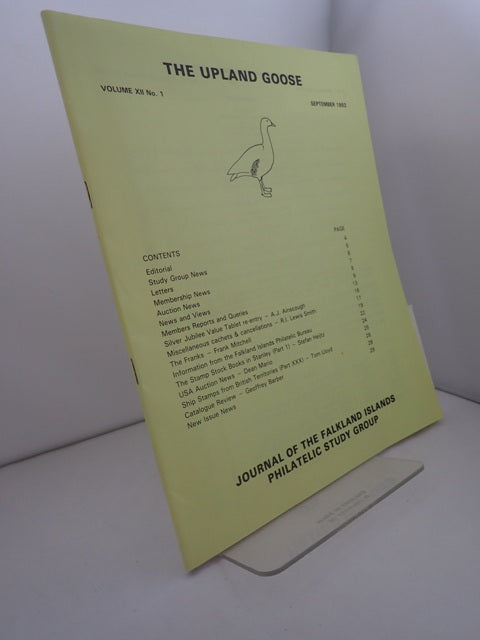 THE UPLAND GOOSE
VOLUME XII No. 1
SEPTEMBER 1992
CONTENTS PAGE
Editorial
Study Group News
Letters
Membership News
Auction News
News and Views
Members Reports and Queries
Silver Jubilee Value Tablet re-entry – A.J. Ainscough
Miscellaneous cachets & cancellations – R.I. Lewis Smith
The Franks – Frank Mitchell
Information from the Falkland Islands Philatelic Bureau
The Stamp Stock Books in Stanley (Part 1) – Stefan Heijtz
USA Auction News – Dean Mario
Ship Stamps from British Territories (Part XXX) – Tom Lloyd
Catalogue Review – Geoffrey Barber
New Issue News
JOURNAL OF THE FALKLAND ISLANDS
PHILATELIC STUDY GROUP